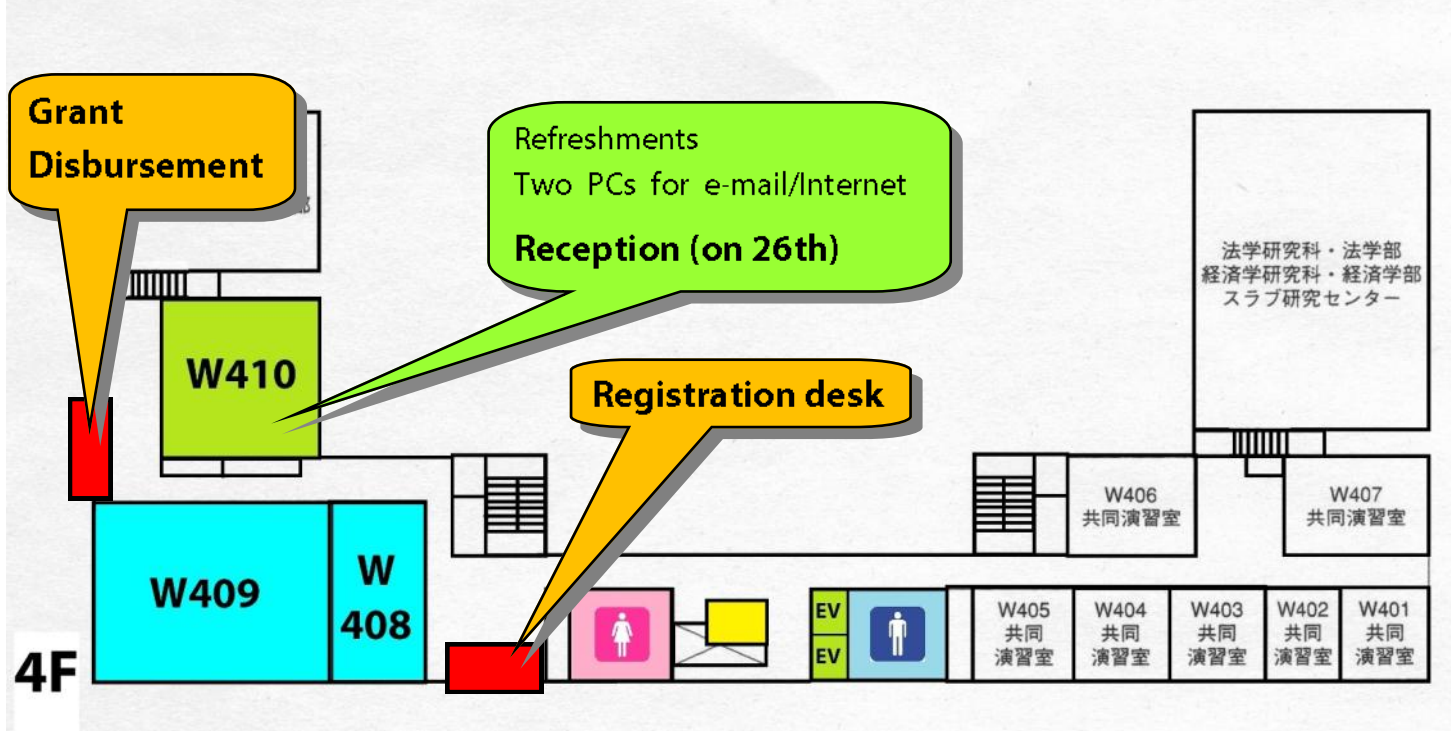 Grant
Disbursement
Refreshments
Two PCs for e-mail/Internet
Reception (on 26th)
部
法学研究科・法学部
経済学研究科・経済学部
スラブ研究センター
W410
Registration desk
W406
共同演習室
W407
共同演習室
W409
W
408
EV
EV
W405
共同
演習室
W404
共同
演習室
W403
共同
演習室
W402
共同
演習室
W401
共同
演習室
4F